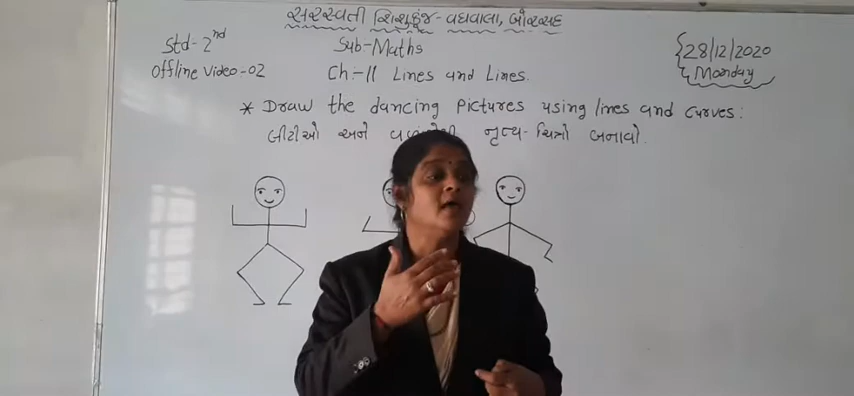 સરસ્વતી શિશુકુંજ - વઘવાલા, બોરસદ
Std - 2nd
Sub - Maths
{28/12/2020
Offline Video - 02
Ch:- 11 Lines and Lines.
{Monday
* Draw the dancing pictures using lines and curves:
લીટીઓ અને નૃત્ય - ચિત્રો બનાવો.